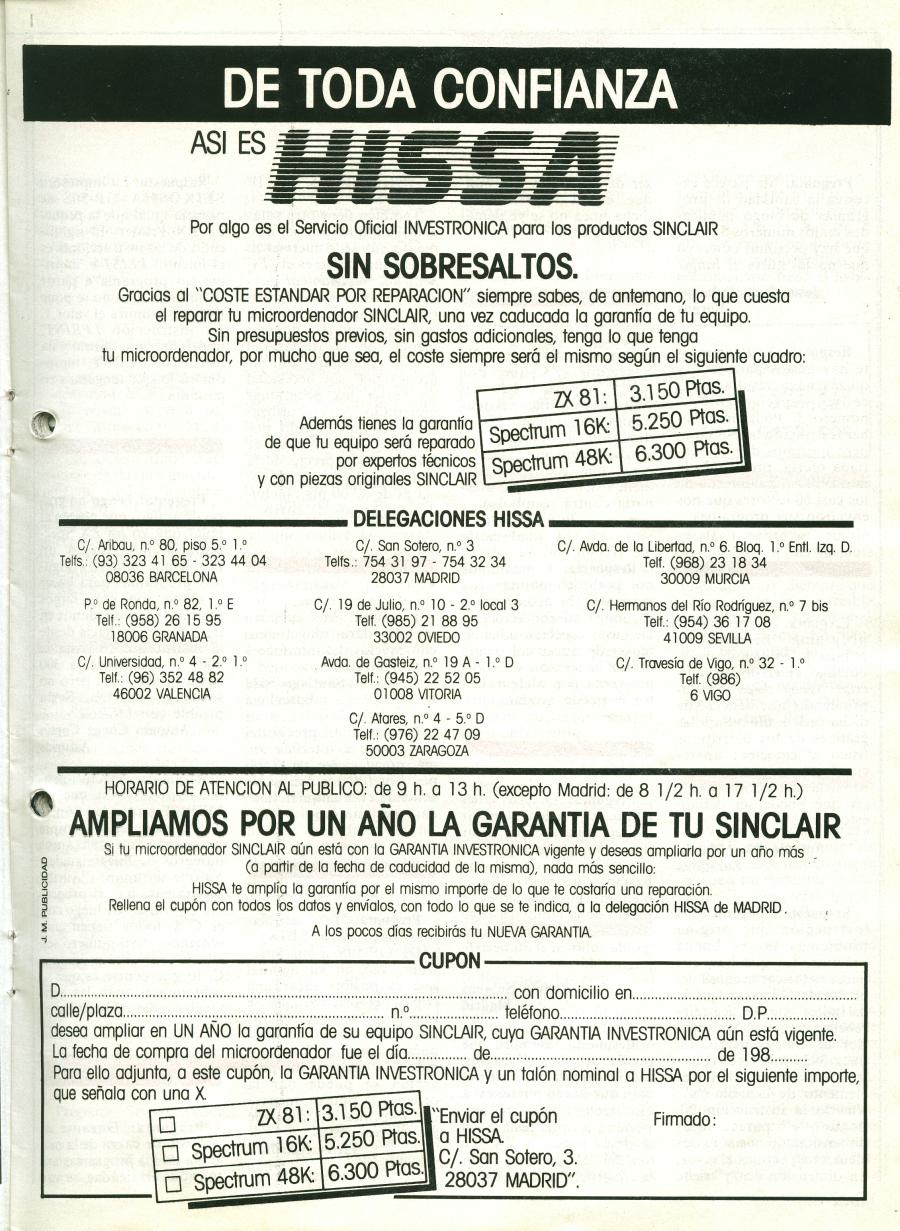 DE TODA CONFIANZA
ASI ES HISSA
Por algo es el Servicio Oficial INVESTRONICA para los productos SINCLAIR
SIN SOBRESALTOS.
Gracias al "COSTE ESTANDAR POR REPARACION" siempre sabes, de antemano, lo que cuesta
el reparar tu microordenador SINCLAIR, una vez caducada la garantía de tu equipo.
Sin presupuestos previos, sin gastos adicionales, tenga lo que tenga
tu microordenador, por mucho que sea, el coste siempre será el mismo según el siguiente cuadro:
ZX 81: 3.150 Ptas.
Spectrum 16K: 5.250 Ptas.
Spectrum 48K: 6.300 Ptas.
Además tienes la garantía
de que tu equipo será reparado
por expertos técnicos
y cón piezas originales SINCLAIR
DELEGACIONES HISSA
C/. Aribau, n.º 80, piso 5.º 1.ª
Telfs.: (93) 323 41 65 - 323 44 04
08036 BARCELONA
C/. San Sotero, n.º 3
Telfs.: 754 31 97 - 754 32 34
28037 MADRID
C/. Avda. de la Libertad, n.º 6. Bloq. 1.º Entl. Izq. D.
Telf. (968) 23 18 34
30009 MURCIA
P.º de Ronda, n.º 82, 1.º E
Telf.: (958) 26 15 95
18006 GRANADA
C/. 19 de Julio, n.º 10 - 2.º local 3
Telf.: (985) 21 88 95
33002 OVIEDO
C/. Hermanos del Río Rodríguez, n.º 7 bis
Telf.: (954) 36 17 08
41009 SEVILLA
C/. Universidad, n.º 4 - 2.º 1.ª
Telf.: (96) 352 48 82
46002 VALENCIA
Avda. de Gasteiz, n.º 19 A - 1.º D
Telf.: (945) 22 52 05
01008 VITORIA
C/. Travesía de Vigo, n.º 32 - 1.º
Telf. (986)
6 VIGO
C/. Atares, n.º 4 - 5.º D
Telf.: (976) 22 47 09
50003 ZARAGOZA
HORARIO DE ATENCION AL PUBLICO: de 9 h. a 13 h. (excepto Madrid: de 8 1/2 h. a 17 1/2 h.)
AMPLIAMOS POR UN AÑO LA GARANTIA DE TU SINCLAIR
Si tu microordenador SINCLAIR aún está con la GARANTIA INVESTRONICA vigente y deseas ampliarla por un año más
(a partir de la fecha de caducidad de la misma), nada más sencillo:
HISSA te amplía la garantía por el mismo importe de lo que te costaría una reparación.
Rellena el cupón con todos los datos y envíalos, con todo lo que se te indica, a la delegación HISSA de MADRID.
A los pocos días recibirás tu NUEVA GARANTIA.
J. M. PUBLICIDAD
CUPON
D. con domicilio en
calle/plaza n.º teléfono D.P.
desea ampliar en UN AÑO la garantía de su equipo SINCLAIR, cuya GARANTIA INVESTRONICA aún está vigente.
La fecha de compra del microordenador fue el día de de 198
Para ello adjunta, a este cupón, la GARANTIA INVESTRONICA y un talón nominal a HISSA por el siguiente importe,
que señala con una X.
ZX 81: 3.150 Ptas.
Spectrum 16K: 5.250 Ptas.
Spectrum 48K: 6.300 Ptas.
"Enviar el cupón
a HISSA.
C/. San Sotero, 3.
28037 MADRID".
Firmado: